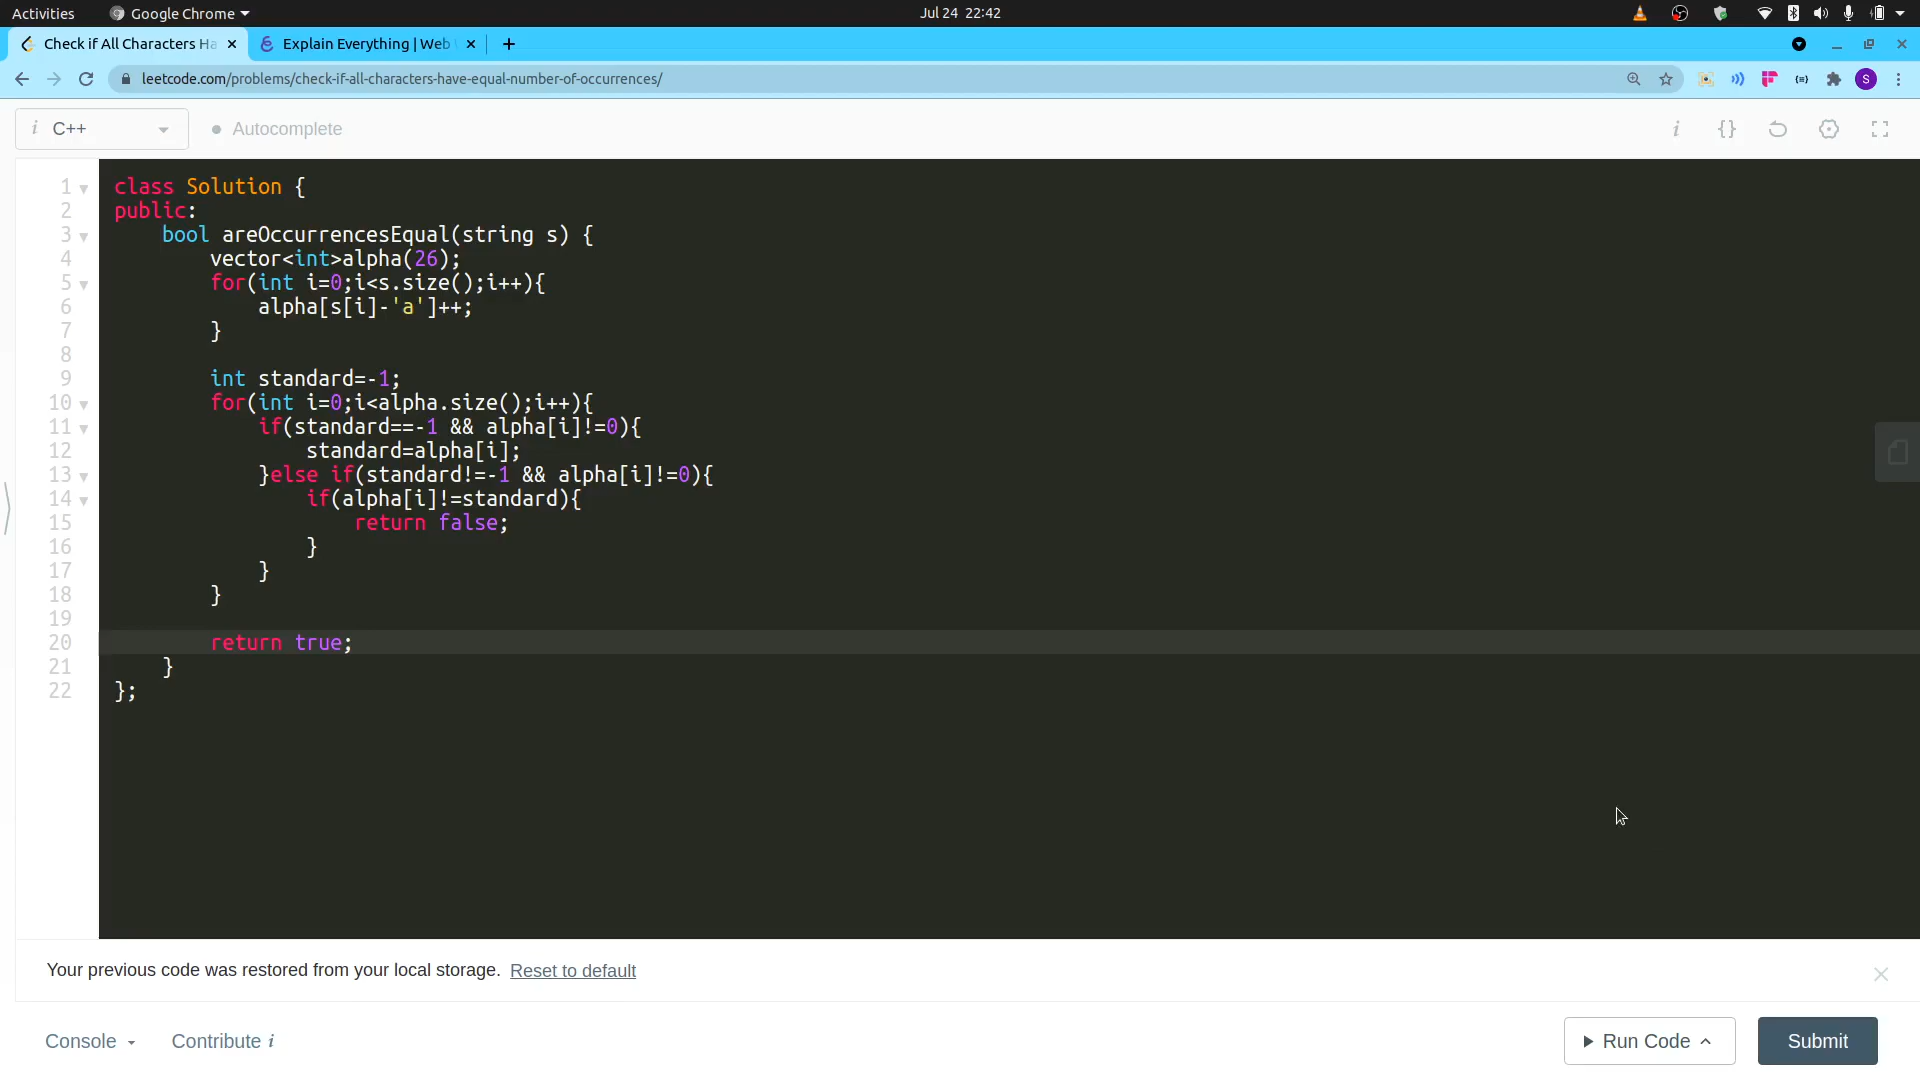 Activities Google Chrome Jul 24 22:42
Check if All Characters Ha Explain Everything | Web
leetcode.com/problems/check-if-all-characters-have-equal-number-of-occurrences/ S
i C++ Autocomplete i {}
1 class Solution {
2 public:
3     bool areOccurrencesEqual(string s) {
4         vector<int>alpha(26);
5         for(int i=0;i<s.size();i++){
6             alpha[s[i]-'a']++;
7         }
8
9         int standard=-1;
10         for(int i=0;i<alpha.size();i++){
11             if(standard==-1 && alpha[i]!=0){
12                 standard=alpha[i];
13             }else if(standard!=-1 && alpha[i]!=0){
14                 if(alpha[i]!=standard){
15                     return false;
16                 }
17             }
18         }
19
20         return true;
21     }
22 };
Your previous code was restored from your local storage. Reset to default
Console Contribute i Run Code Submit